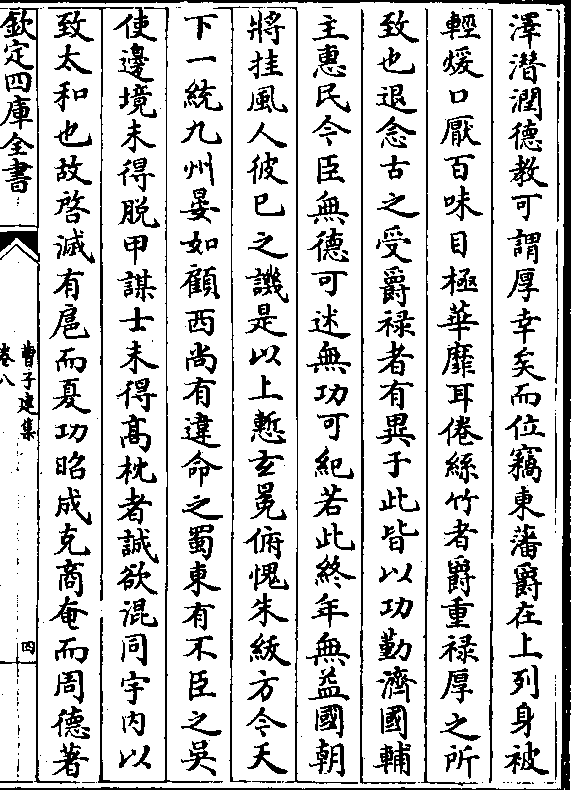 澤潛潤德教可謂厚幸矣而位竊東藩爵在上列身被
輕煖口厭百味目極華靡耳倦絲竹者爵重禄厚之所
致也退念古之受爵禄者有異于此皆以功勤濟國輔
主惠民今臣無德可述無功可紀若此終年無益國朝
將挂風人彼已之譏是以上慙玄冕俯愧朱紱方今天
下一統九州晏如顧西尚有違命之蜀東有不臣之吳
使邊境未得脱甲謀士未得髙枕者誠欲混同宇内以
致太和也故啓滅有扈而夏功昭成克商奄而周德著
欽定四庫全書
曹子建集
卷八
四